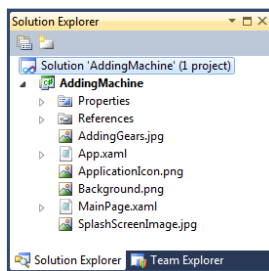 Solution Explorer
Solution 'AddingMachine' (1 project)
C#
AddingMachine
Properties
References
AddingGears.jpg
App.xaml
ApplicationIcon.png
Background.png
MainPage.xaml
SplashScreenImage.jpg
Solution Explorer Team Explorer